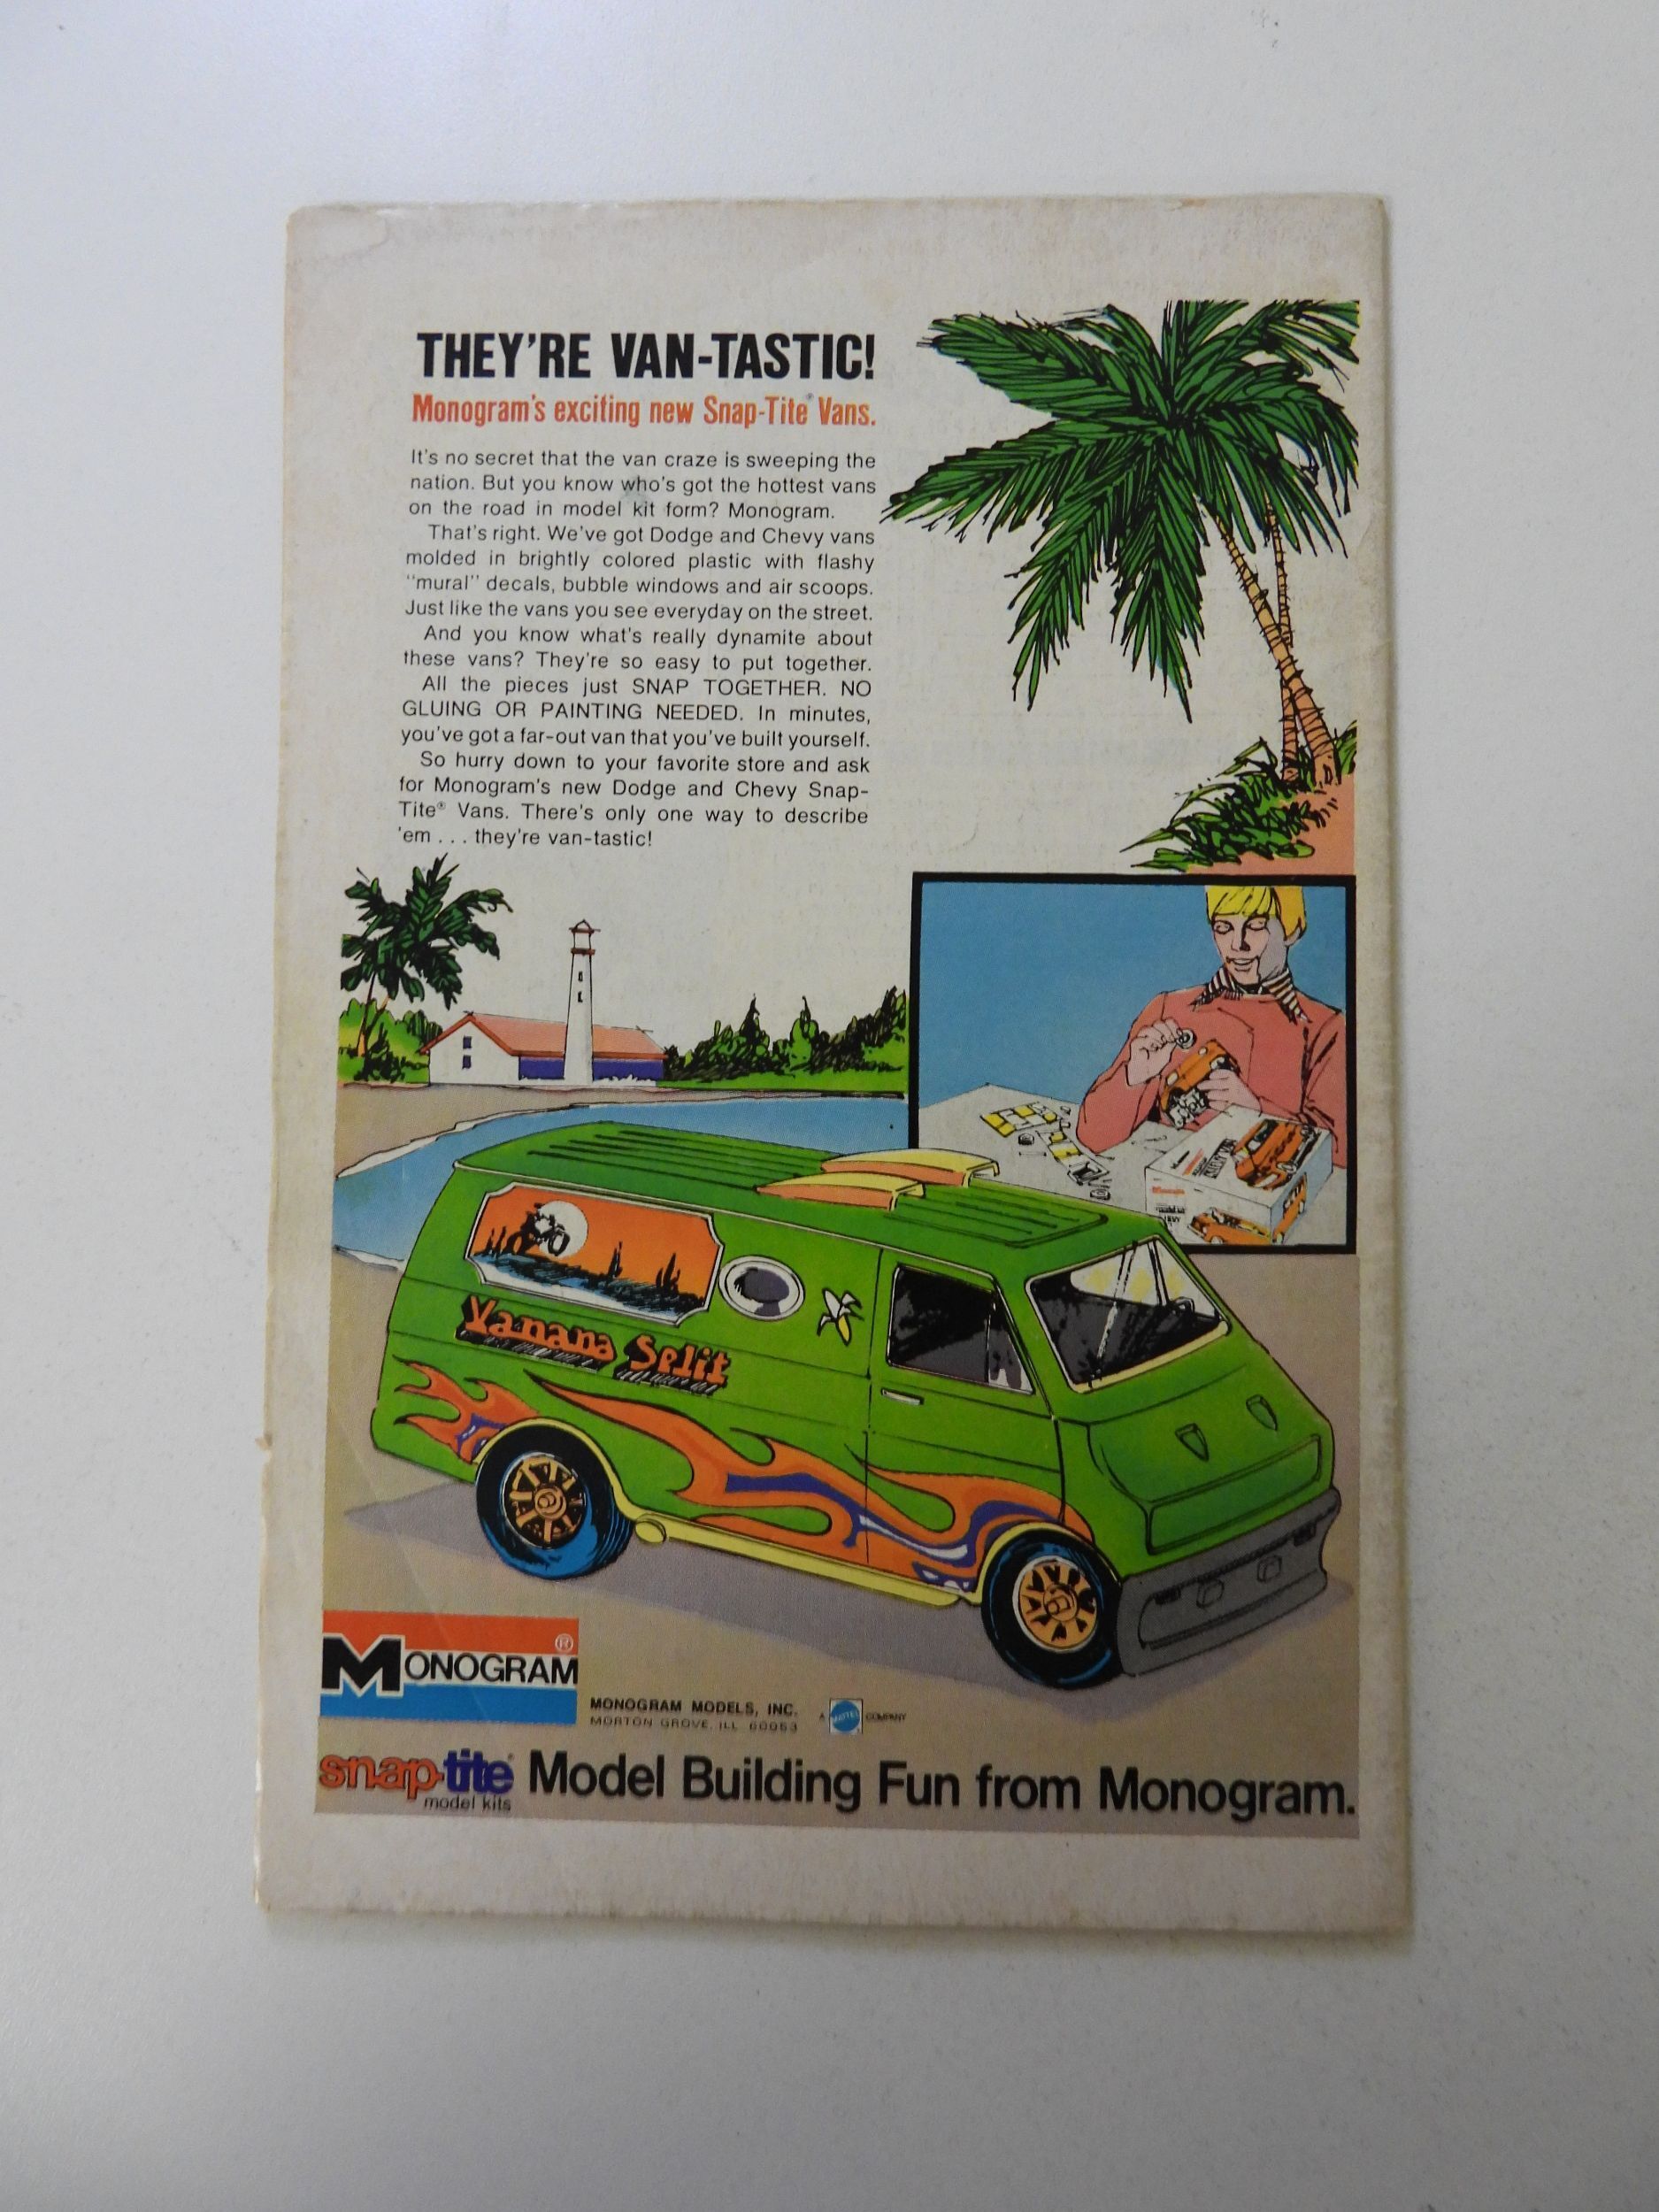 THEY'RE VAN-TASTIC!
Monogram's exciting new Snap-Tite® Vans.
It's no secret that the van craze is sweeping the
nation. But you know who's got the hottest vans
on the road in model kit form? Monogram.
That's right. We've got Dodge and Chevy vans
molded in brightly colored plastic with flashy
"mural" decals, bubble windows and air scoops.
Just like the vans you see everyday on the street.
And you know what's really dynamite about
these vans? They're so easy to put together.
All the pieces just SNAP TOGETHER. NO
GLUING OR PAINTING NEEDED. In minutes,
you've got a far-out van that you've built yourself.
So hurry down to your favorite store and ask
for Monogram's new Dodge and Chevy Snap-
Tite® Vans. There's only one way to describe
'em . . . they're van-tastic!
Vanana Split
MONOGRAM®
MONOGRAM MODELS, INC.
MORTON GROVE, ILL 60053
A MATTEL COMPANY
snap-tite® Model Building Fun from Monogram.
model kits